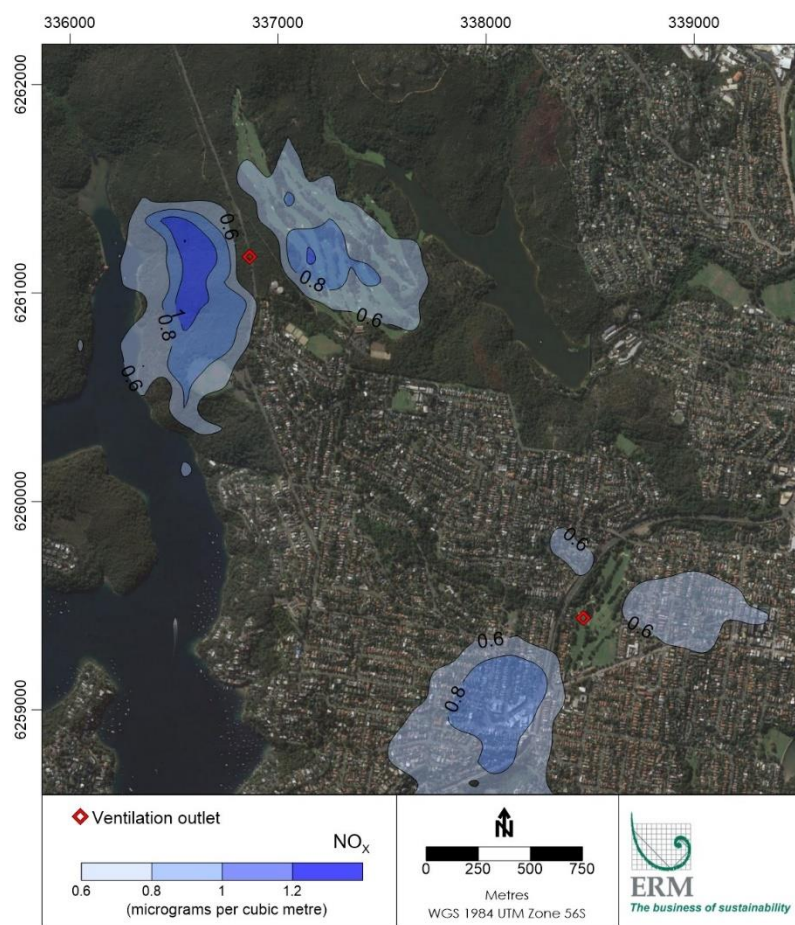 336000 337000 338000 339000
6262000
6261000
6260000
6259000
0.6
0.8
0.6
1
0.8
0.6
0.6
0.6
0.6
0.6
0.8
Ventilation outlet
NOX
0.6 0.8 1 1.2
(micrograms per cubic metre)
N
0 250 500 750
Metres
WGS 1984 UTM Zone 56S
ERM
The business of sustainability